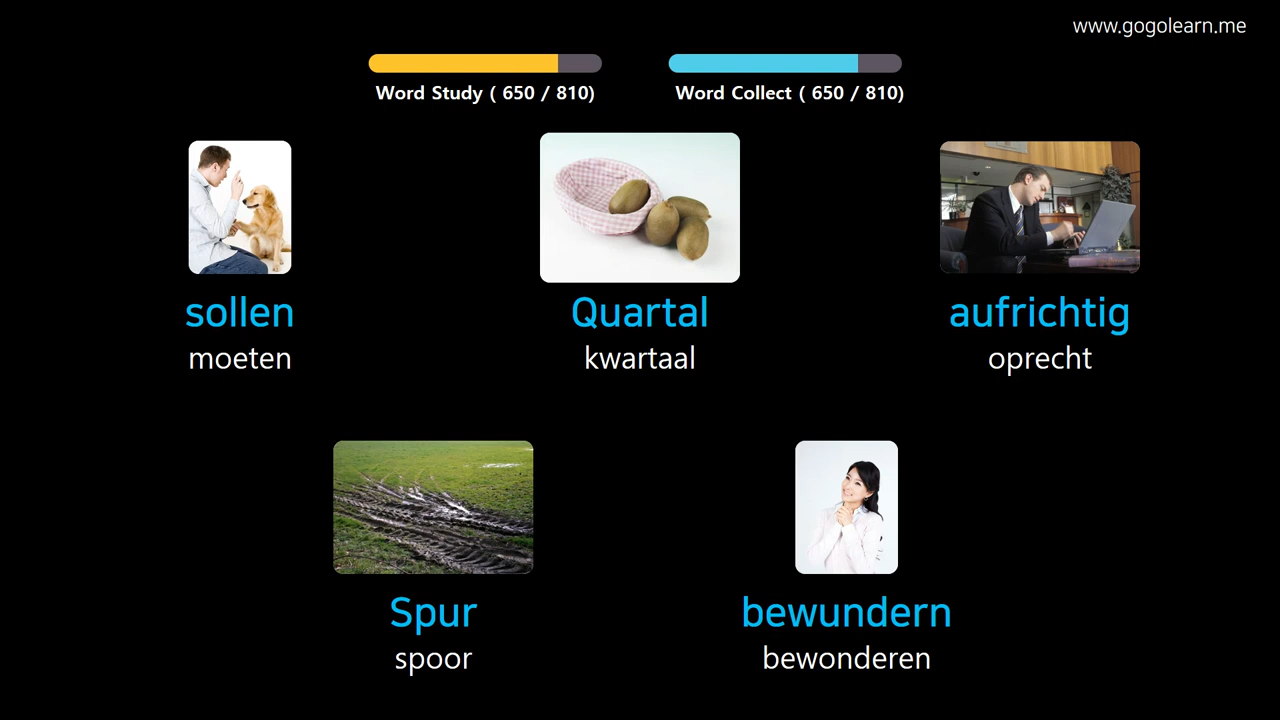 www.gogolearn.me
Word Study ( 650 / 810)
Word Collect ( 650 / 810)
sollen
moeten
Quartal
kwartaal
aufrichtig
oprecht
Spur
spoor
bewundern
bewonderen